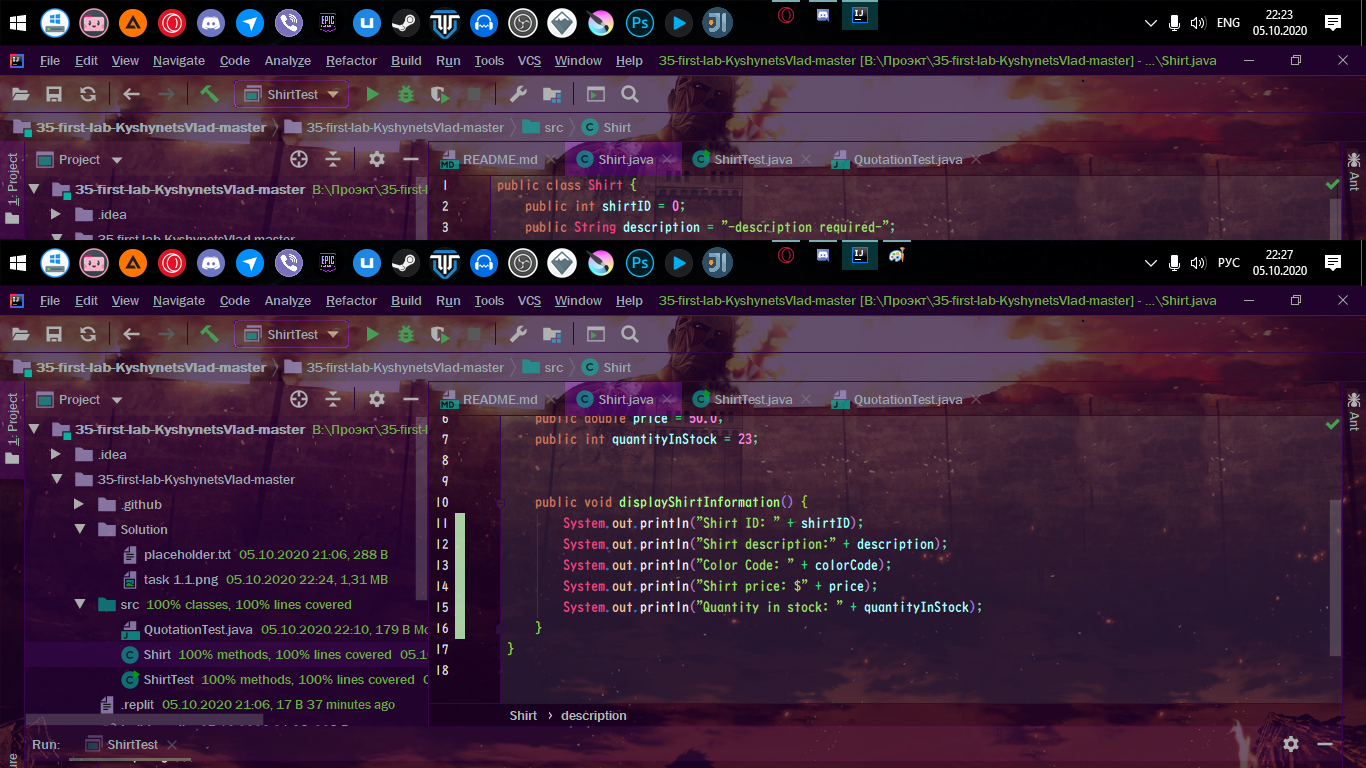 ENG
22:23
05.10.2020
File Edit View Navigate Code Analyze Refactor Build Run Tools VCS Window Help 35-first-lab-KyshynetsVlad-master [B:\Проэкт\35-first-lab-KyshynetsVlad-master] - ...\Shirt.java
ShirtTest
35-first-lab-KyshynetsVlad-master 35-first-lab-KyshynetsVlad-master src Shirt
1: Project
Project
README.md Shirt.java ShirtTest.java QuotationTest.java
Ant
35-first-lab-KyshynetsVlad-master B:\Проэкт\35-first-l
.idea
35-first-lab-KyshynetsVlad-master
1 public class Shirt {
2 public int shirtID = 0;
3 public String description = "-description required-";
РУС
22:27
05.10.2020
File Edit View Navigate Code Analyze Refactor Build Run Tools VCS Window Help 35-first-lab-KyshynetsVlad-master [B:\Проэкт\35-first-lab-KyshynetsVlad-master] - ...\Shirt.java
ShirtTest
35-first-lab-KyshynetsVlad-master 35-first-lab-KyshynetsVlad-master src Shirt
1: Project
Project
README.md Shirt.java ShirtTest.java QuotationTest.java
Ant
35-first-lab-KyshynetsVlad-master B:\Проэкт\35-first-l
.idea
35-first-lab-KyshynetsVlad-master
.github
Solution
placeholder.txt 05.10.2020 21:06, 288 B
task 1.1.png 05.10.2020 22:24, 1,31 MB
src 100% classes, 100% lines covered
QuotationTest.java 05.10.2020 22:10, 179 B Mo
Shirt 100% methods, 100% lines covered 05.1
ShirtTest 100% methods, 100% lines covered
.replit 05.10.2020 21:06, 17 B 37 minutes ago
6 public double price = 50.0;
7 public int quantityInStock = 23;
8
9
10 public void displayShirtInformation() {
11 System.out.println("Shirt ID: " + shirtID);
12 System.out.println("Shirt description:" + description);
13 System.out.println("Color Code: " + colorCode);
14 System.out.println("Shirt price: $" + price);
15 System.out.println("Quantity in stock: " + quantityInStock);
16 }
17 }
18
Shirt › description
Run: ShirtTest